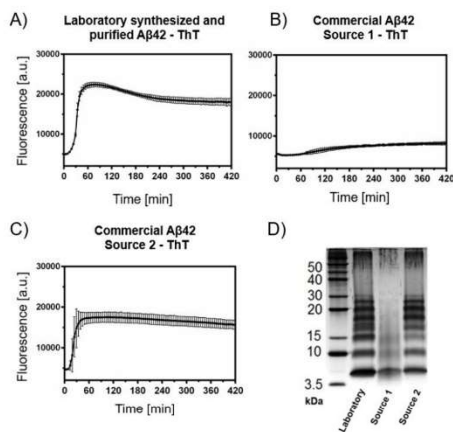 A)
Laboratory synthesized and
purified Aβ42 - ThT
Fluorescence [a.u.]
30000
20000
10000
0 60 120 180 240 300 360 420
Time [min]
B)
Commercial Aβ42
Source 1 - ThT
Fluorescence [a.u.]
30000
20000
10000
0 60 120 180 240 300 360 420
Time [min]
C)
Commercial Aβ42
Source 2 - ThT
Fluorescence [a.u.]
30000
20000
10000
0 60 120 180 240 300 360 420
Time [min]
D)
50
40
30
20
15
10
3.5
kDa
Laboratory
Source 1
Source 2